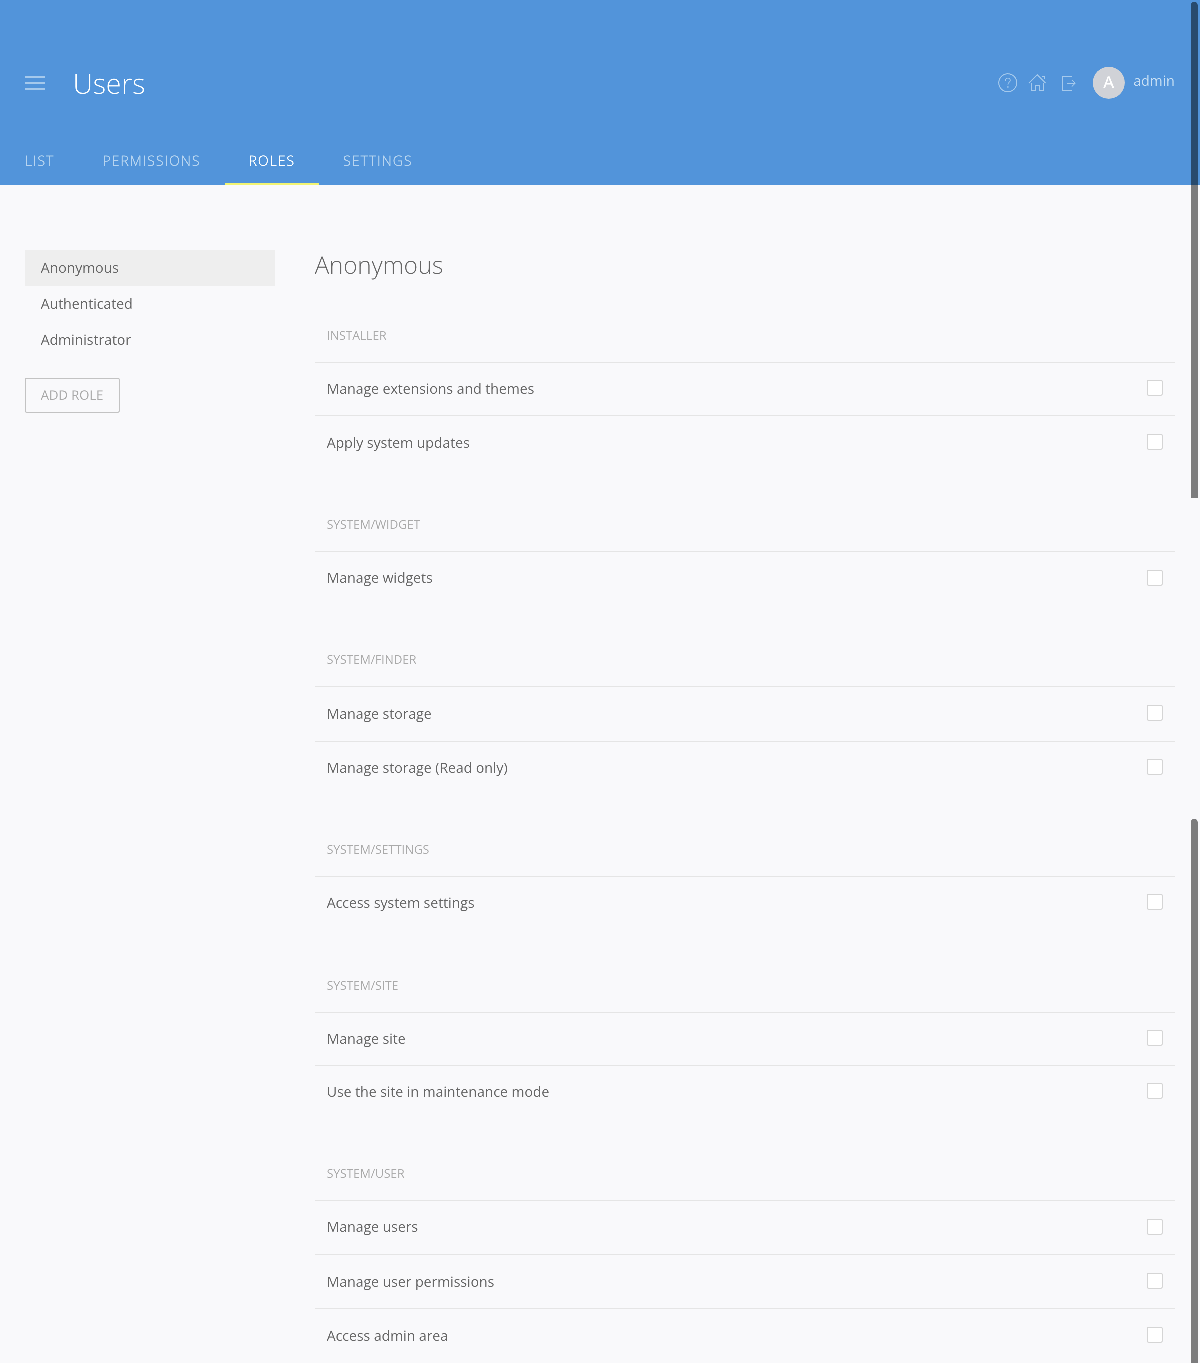 Users
A admin
LIST PERMISSIONS ROLES SETTINGS
Anonymous
Authenticated
Administrator
ADD ROLE
Anonymous
INSTALLER
Manage extensions and themes
Apply system updates
SYSTEM/WIDGET
Manage widgets
SYSTEM/FINDER
Manage storage
Manage storage (Read only)
SYSTEM/SETTINGS
Access system settings
SYSTEM/SITE
Manage site
Use the site in maintenance mode
SYSTEM/USER
Manage users
Manage user permissions
Access admin area